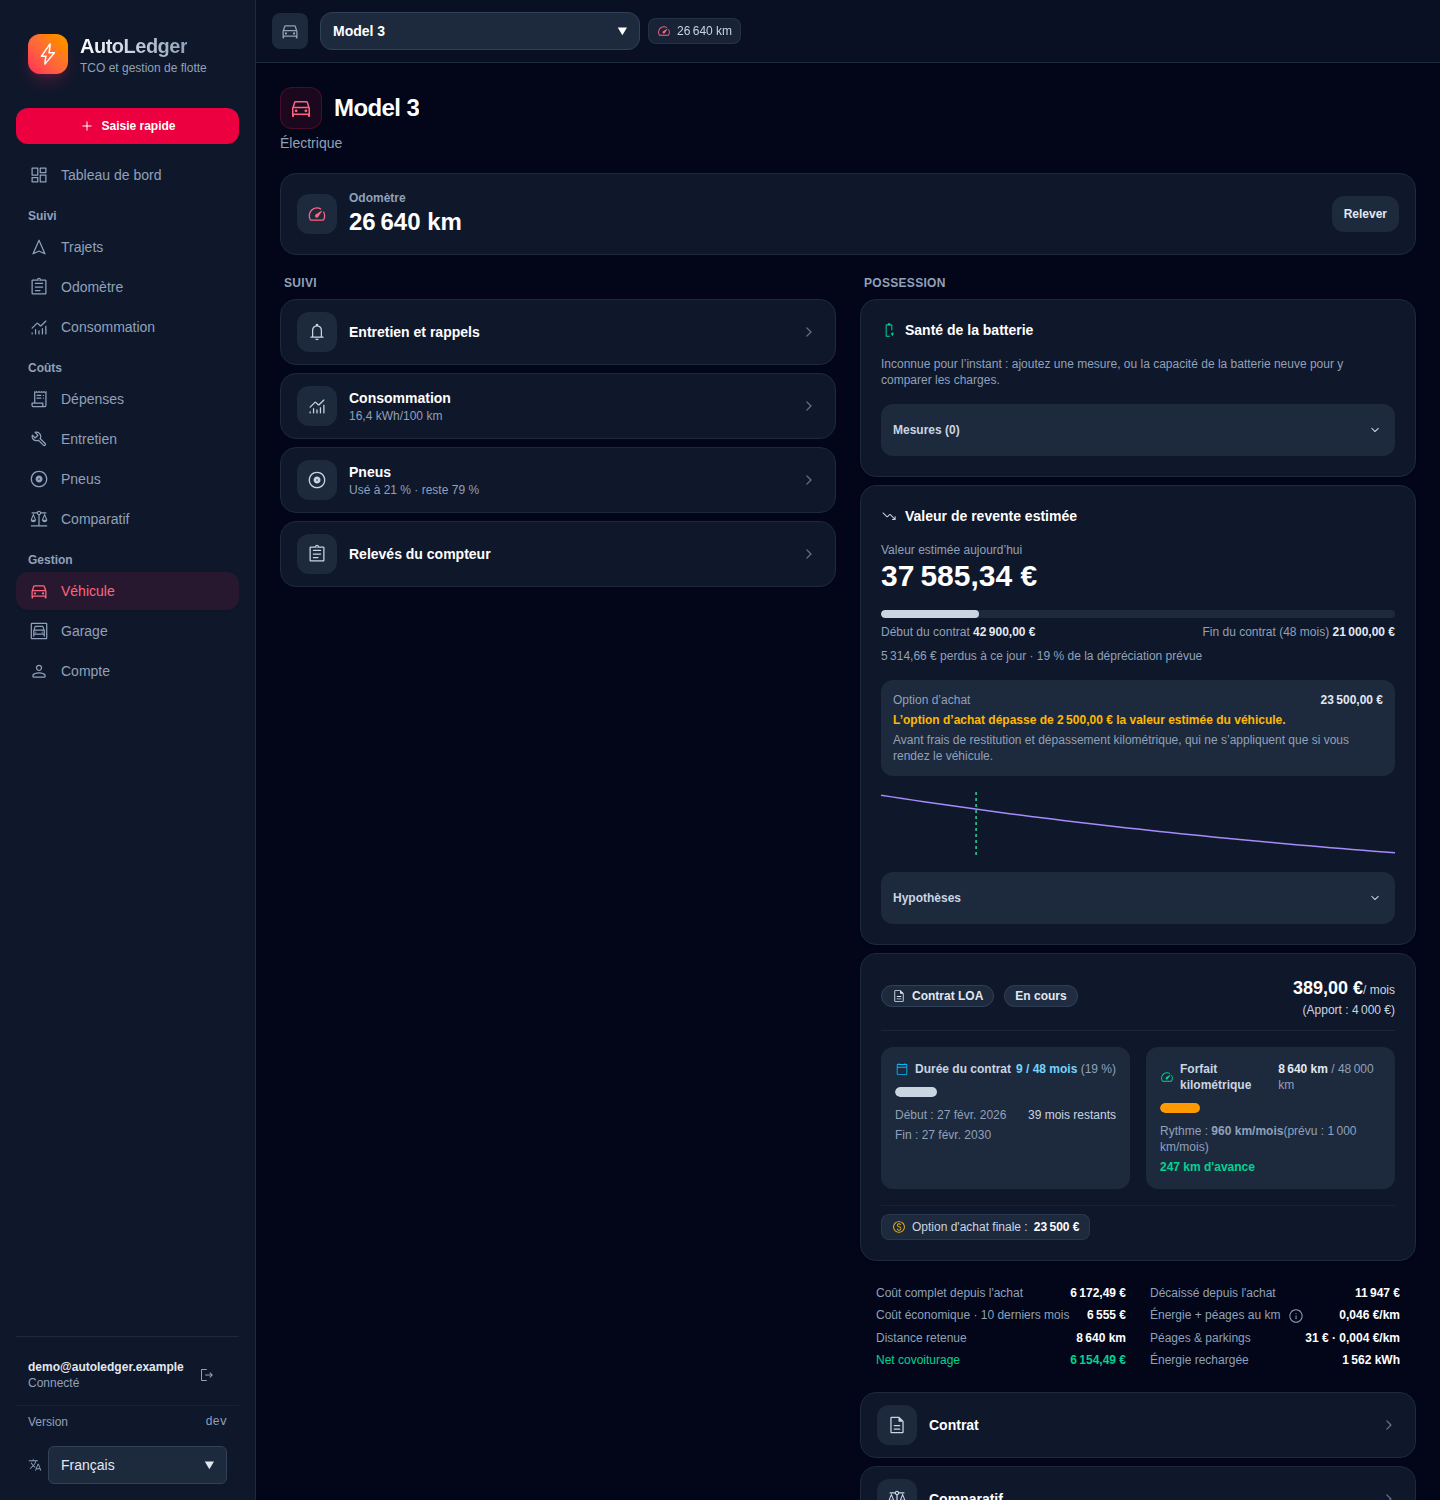 AutoLedger
TCO et gestion de flotte
Saisie rapide
Tableau de bord
Suivi
Trajets
Odomètre
Consommation
Coûts
Dépenses
Entretien
Pneus
Comparatif
Gestion
Véhicule
Garage
Compte
demo@autoledger.example
Connecté
Version dev
Français
Model 3
26 640 km
Model 3
Électrique
Odomètre
26 640 km
Relever
SUIVI
Entretien et rappels
Consommation
16,4 kWh/100 km
Pneus
Usé à 21 % · reste 79 %
Relevés du compteur
POSSESSION
Santé de la batterie
Inconnue pour l’instant : ajoutez une mesure, ou la capacité de la batterie neuve pour y
comparer les charges.
Mesures (0)
Valeur de revente estimée
Valeur estimée aujourd’hui
37 585,34 €
Début du contrat 42 900,00 € Fin du contrat (48 mois) 21 000,00 €
5 314,66 € perdus à ce jour · 19 % de la dépréciation prévue
Option d’achat 23 500,00 €
L’option d’achat dépasse de 2 500,00 € la valeur estimée du véhicule.
Avant frais de restitution et dépassement kilométrique, qui ne s’appliquent que si vous
rendez le véhicule.
Hypothèses
Contrat LOA En cours 389,00 €/ mois
(Apport : 4 000 €)
Durée du contrat 9 / 48 mois (19 %)
Début : 27 févr. 2026 39 mois restants
Fin : 27 févr. 2030
Forfait kilométrique 8 640 km / 48 000 km
Rythme : 960 km/mois(prévu : 1 000
km/mois)
247 km d'avance
Option d'achat finale : 23 500 €
Coût complet depuis l'achat 6 172,49 €
Coût économique · 10 derniers mois 6 555 €
Distance retenue 8 640 km
Net covoiturage 6 154,49 €
Décaissé depuis l'achat 11 947 €
Énergie + péages au km 0,046 €/km
Péages & parkings 31 € · 0,004 €/km
Énergie rechargée 1 562 kWh
Contrat
Comparatif